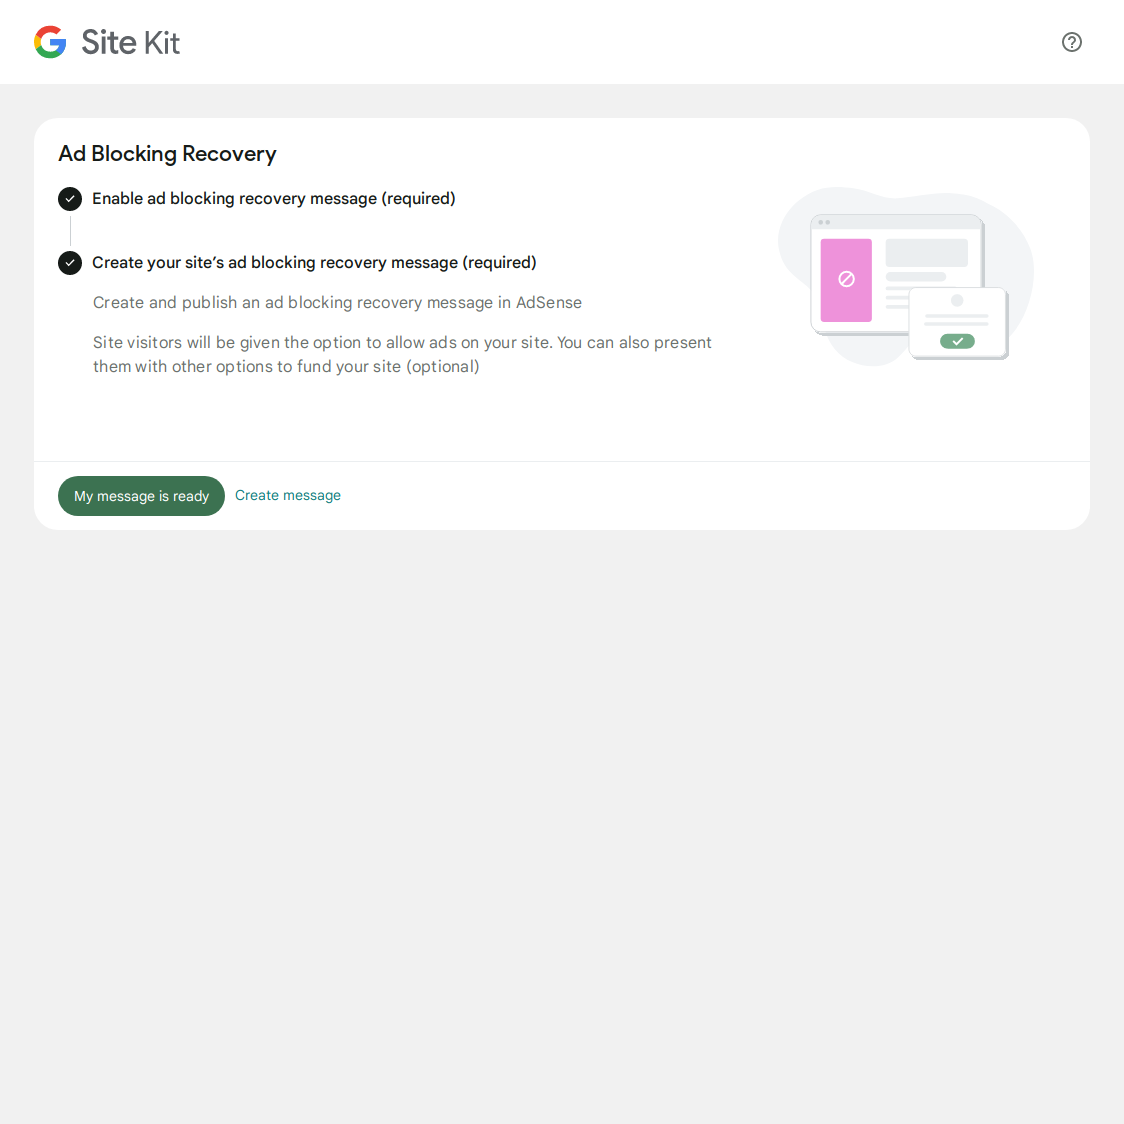 Site Kit
Ad Blocking Recovery
Enable ad blocking recovery message (required)
Create your site’s ad blocking recovery message (required)
Create and publish an ad blocking recovery message in AdSense
Site visitors will be given the option to allow ads on your site. You can also present
them with other options to fund your site (optional)
My message is ready
Create message